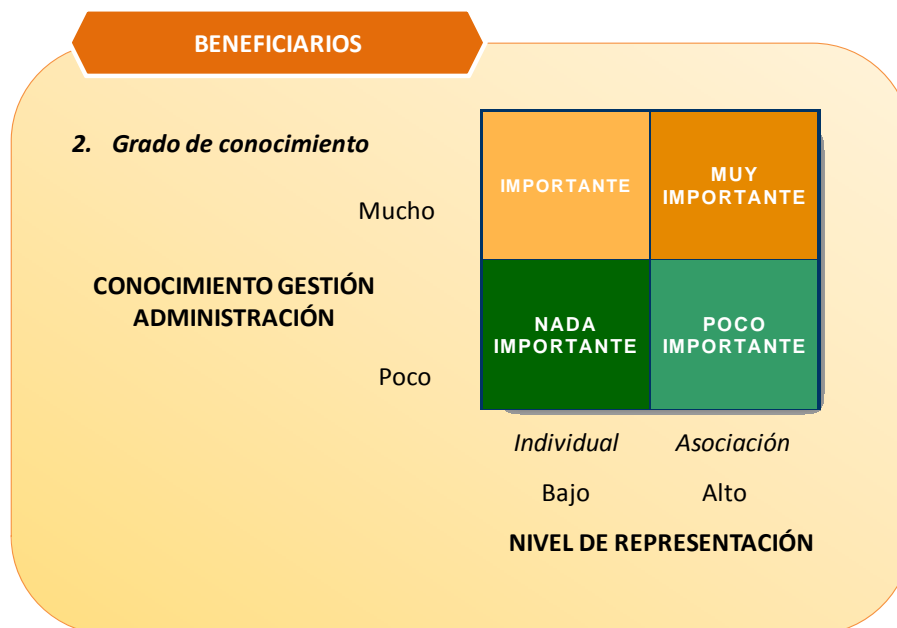 BENEFICIARIOS
2. Grado de conocimiento
Mucho
IMPORTANTE
MUY
IMPORTANTE
CONOCIMIENTO GESTIÓN
ADMINISTRACIÓN
NADA
IMPORTANTE
POCO
IMPORTANTE
Poco
Individual Asociación
Bajo Alto
NIVEL DE REPRESENTACIÓN